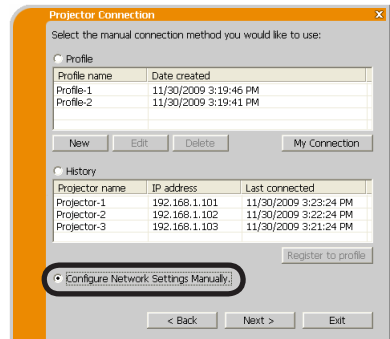 Projector Connection X
Select the manual connection method you would like to use:
Profile
Profile name Date created
Profile-1 11/30/2009 3:19:46 PM
Profile-2 11/30/2009 3:19:41 PM
New Edit Delete My Connection
History
Projector name IP address Last connected
Projector-1 192.168.1.101 11/30/2009 3:23:24 PM
Projector-2 192.168.1.102 11/30/2009 3:22:24 PM
Projector-3 192.168.1.103 11/30/2009 3:21:24 PM
Register to profile
Configure Network Settings Manually.
< Back Next > Exit